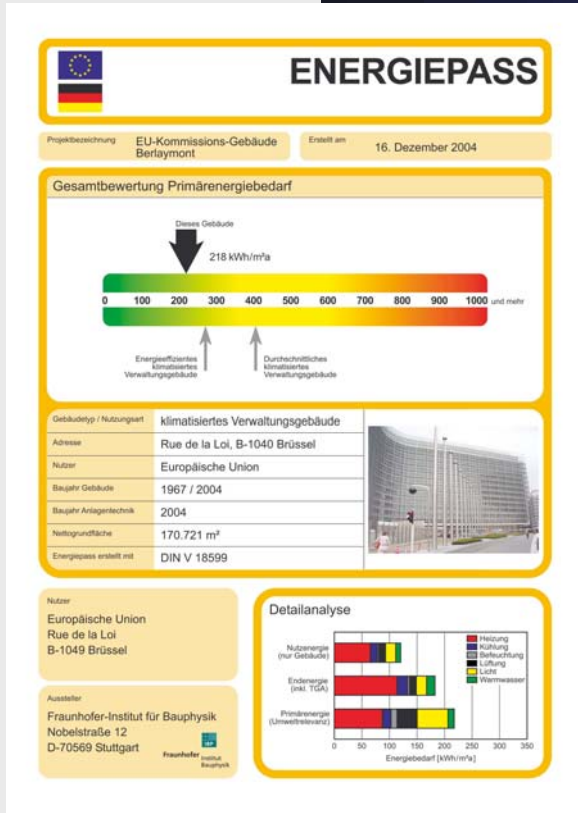 ENERGIEPASS
Projektbezeichnung
EU-Kommissions-Gebäude
Berlaymont
Erstellt am
16. Dezember 2004
Gesamtbewertung Primärenergiebedarf
Dieses Gebäude
218 kWh/m²a
0 100 200 300 400 500 600 700 800 900 1000 und mehr
Energieeffizientes
klimatisiertes
Verwaltungsgebäude
Durchschnittliches
klimatisiertes
Verwaltungsgebäude
Gebäudetyp / Nutzungsart klimatisiertes Verwaltungsgebäude
Adresse Rue de la Loi, B-1040 Brüssel
Nutzer Europäische Union
Baujahr Gebäude 1967 / 2004
Baujahr Anlagentechnik 2004
Nettogrundfläche 170.721 m²
Energiepass erstellt mit DIN V 18599
Nutzer
Europäische Union
Rue de la Loi
B-1049 Brüssel
Aussteller
Fraunhofer-Institut für Bauphysik
Nobelstraße 12
D-70569 Stuttgart
IBP
Fraunhofer Institut
Bauphysik
Detailanalyse
Nutzenergie
(nur Gebäude)
Endenergie
(inkl. TGA)
Primärenergie
(Umweltrelevanz)
Heizung
Kühlung
Befeuchtung
Lüftung
Licht
Warmwasser
0 50 100 150 200 250 300 350
Energiebedarf [kWh/m²a]